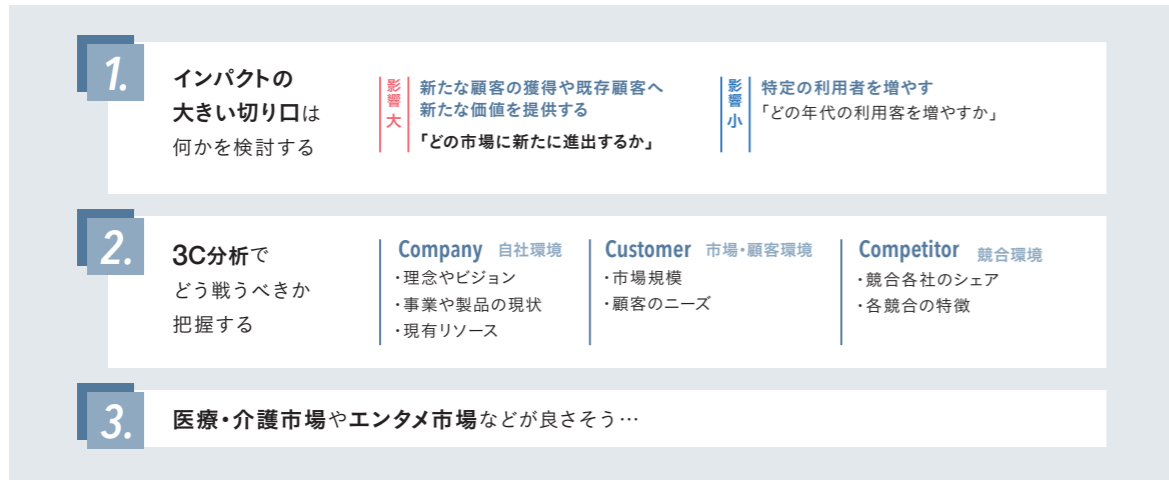 1.
インパクトの
大きい切り口は
何かを検討する
影響大
新たな顧客の獲得や既存顧客へ
新たな価値を提供する
「どの市場に新たに進出するか」
影響小
特定の利用者を増やす
「どの年代の利用客を増やすか」
2.
3C分析で
どう戦うべきか
把握する
Company 自社環境
・理念やビジョン
・事業や製品の現状
・現有リソース
Customer 市場・顧客環境
・市場規模
・顧客のニーズ
Competitor 競合環境
・競合各社のシェア
・各競合の特徴
3.
医療・介護市場やエンタメ市場などが良さそう…